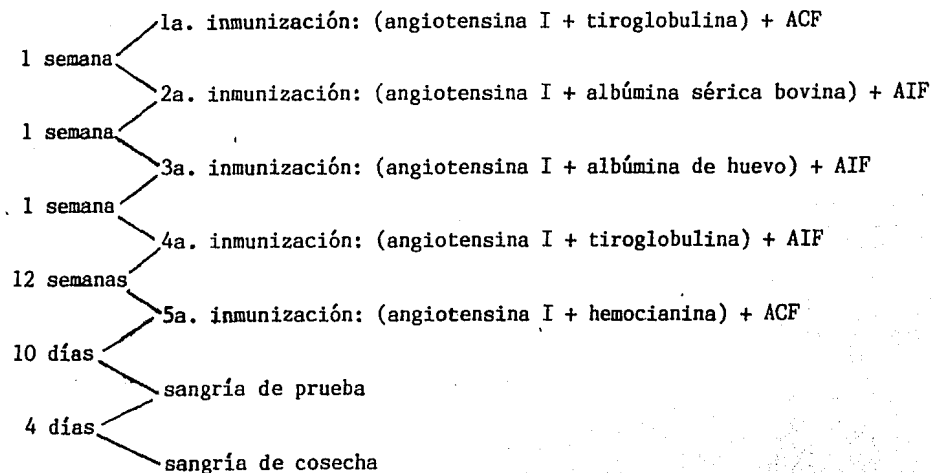 1a. inmunización: (angiotensina I + tiroglobulina) + ACF
1 semana
2a. inmunización: (angiotensina I + albúmina sérica bovina) + AIF
1 semana
3a. inmunización: (angiotensina I + albúmina de huevo) + AIF
1 semana
4a. inmunización: (angiotensina I + tiroglobulina) + AIF
12 semanas
5a. inmunización: (angiotensina I + hemocianina) + ACF
10 días
sangría de prueba
4 días
sangría de cosecha